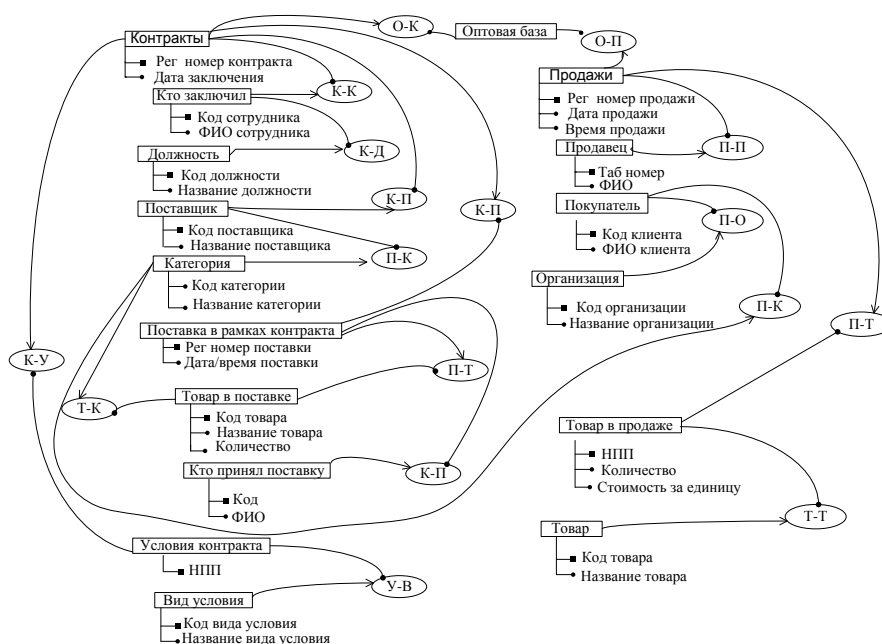 О-К
Оптовая база
О-П
Контракты
Рег номер контракта
Дата заключения
К-К
Кто заключил
Код сотрудника
ФИО сотрудника
К-Д
Должность
Код должности
Название должности
К-П
Поставщик
Код поставщика
Название поставщика
К-П
П-К
Категория
Код категории
Название категории
Поставка в рамках контракта
Рег номер поставки
Дата/время поставки
К-У
П-Т
Т-К
Товар в поставке
Код товара
Название товара
Количество
Кто принял поставку
К-П
Код
ФИО
Условия контракта
НПП
У-В
Вид условия
Код вида условия
Название вида условия
Продажи
Рег номер продажи
Дата продажи
Время продажи
Продавец
П-П
Таб номер
ФИО
Покупатель
П-О
Код клиента
ФИО клиента
Организация
Код организации
Название организации
П-К
П-Т
Товар в продаже
НПП
Количество
Стоимость за единицу
Т-Т
Товар
Код товара
Название товара